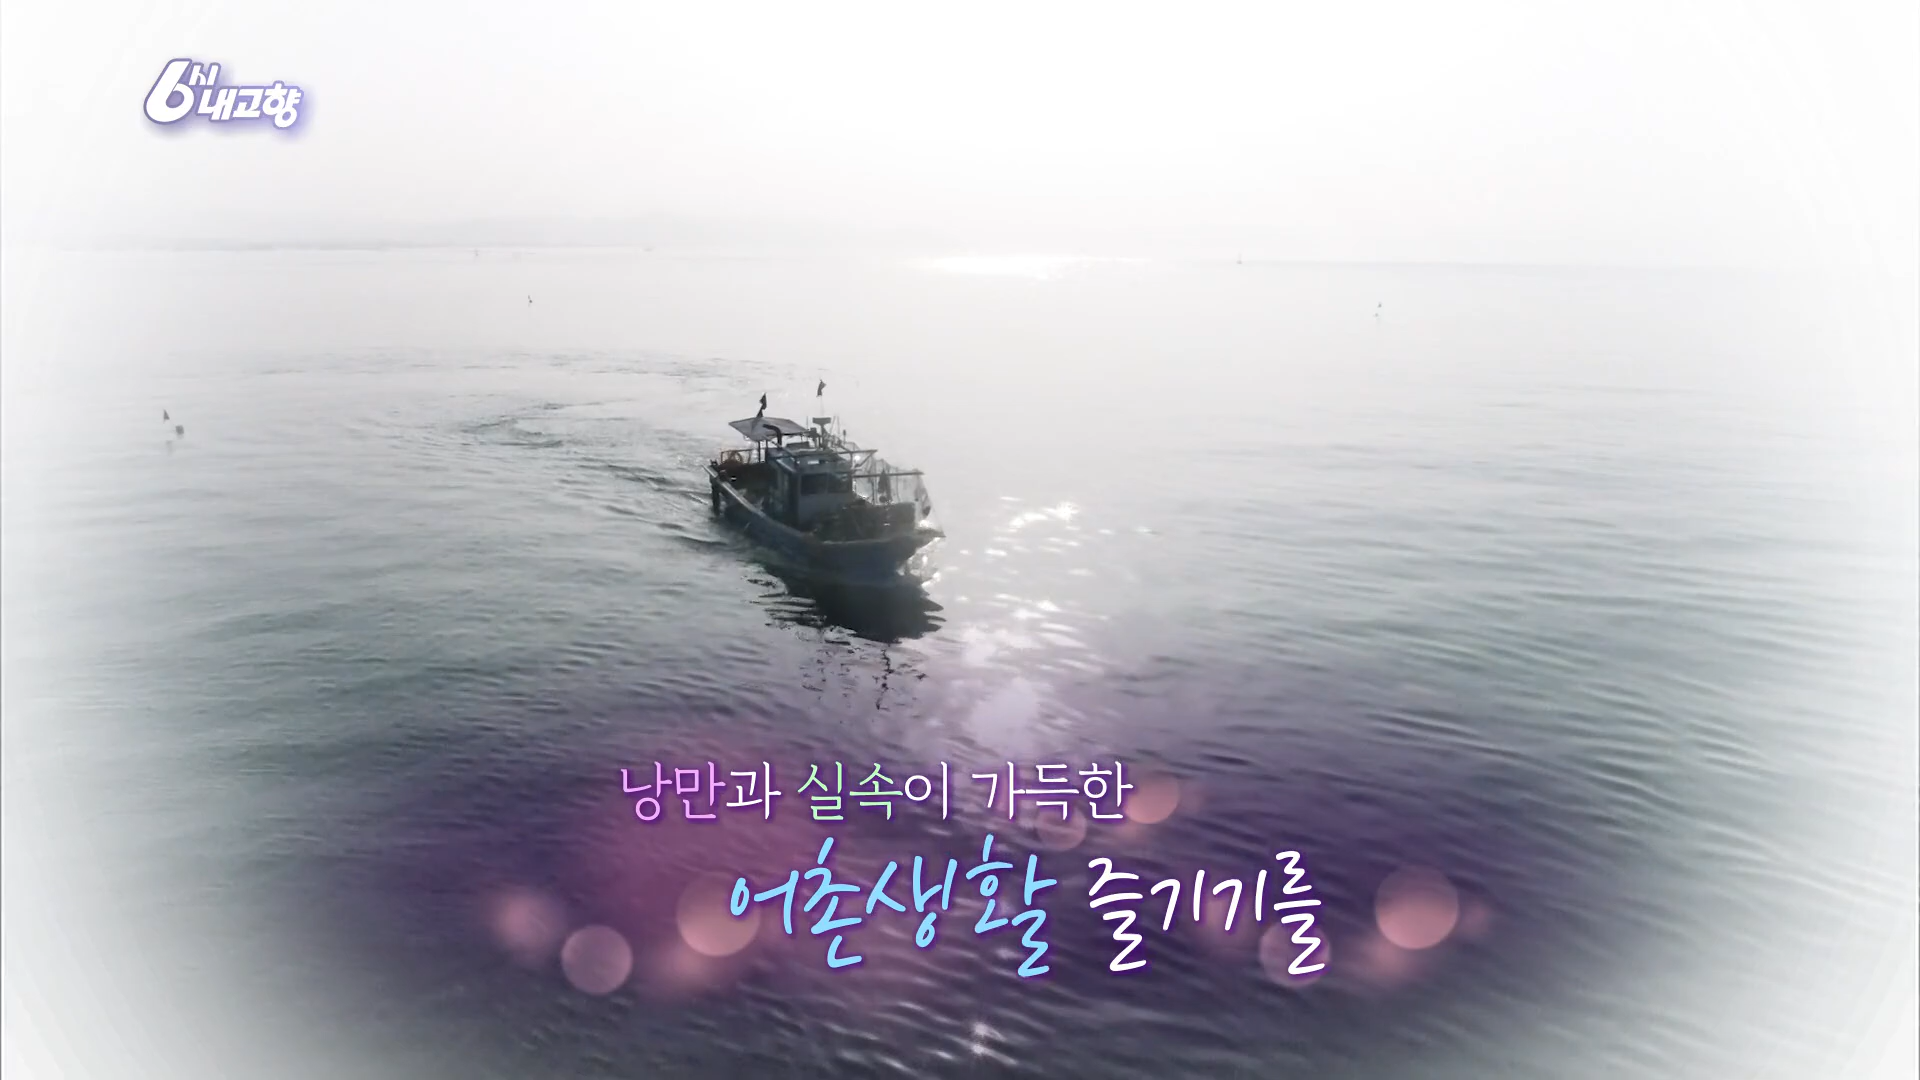 6시
내고향
낭만과 실속이 가득한
어촌생활 즐기기를